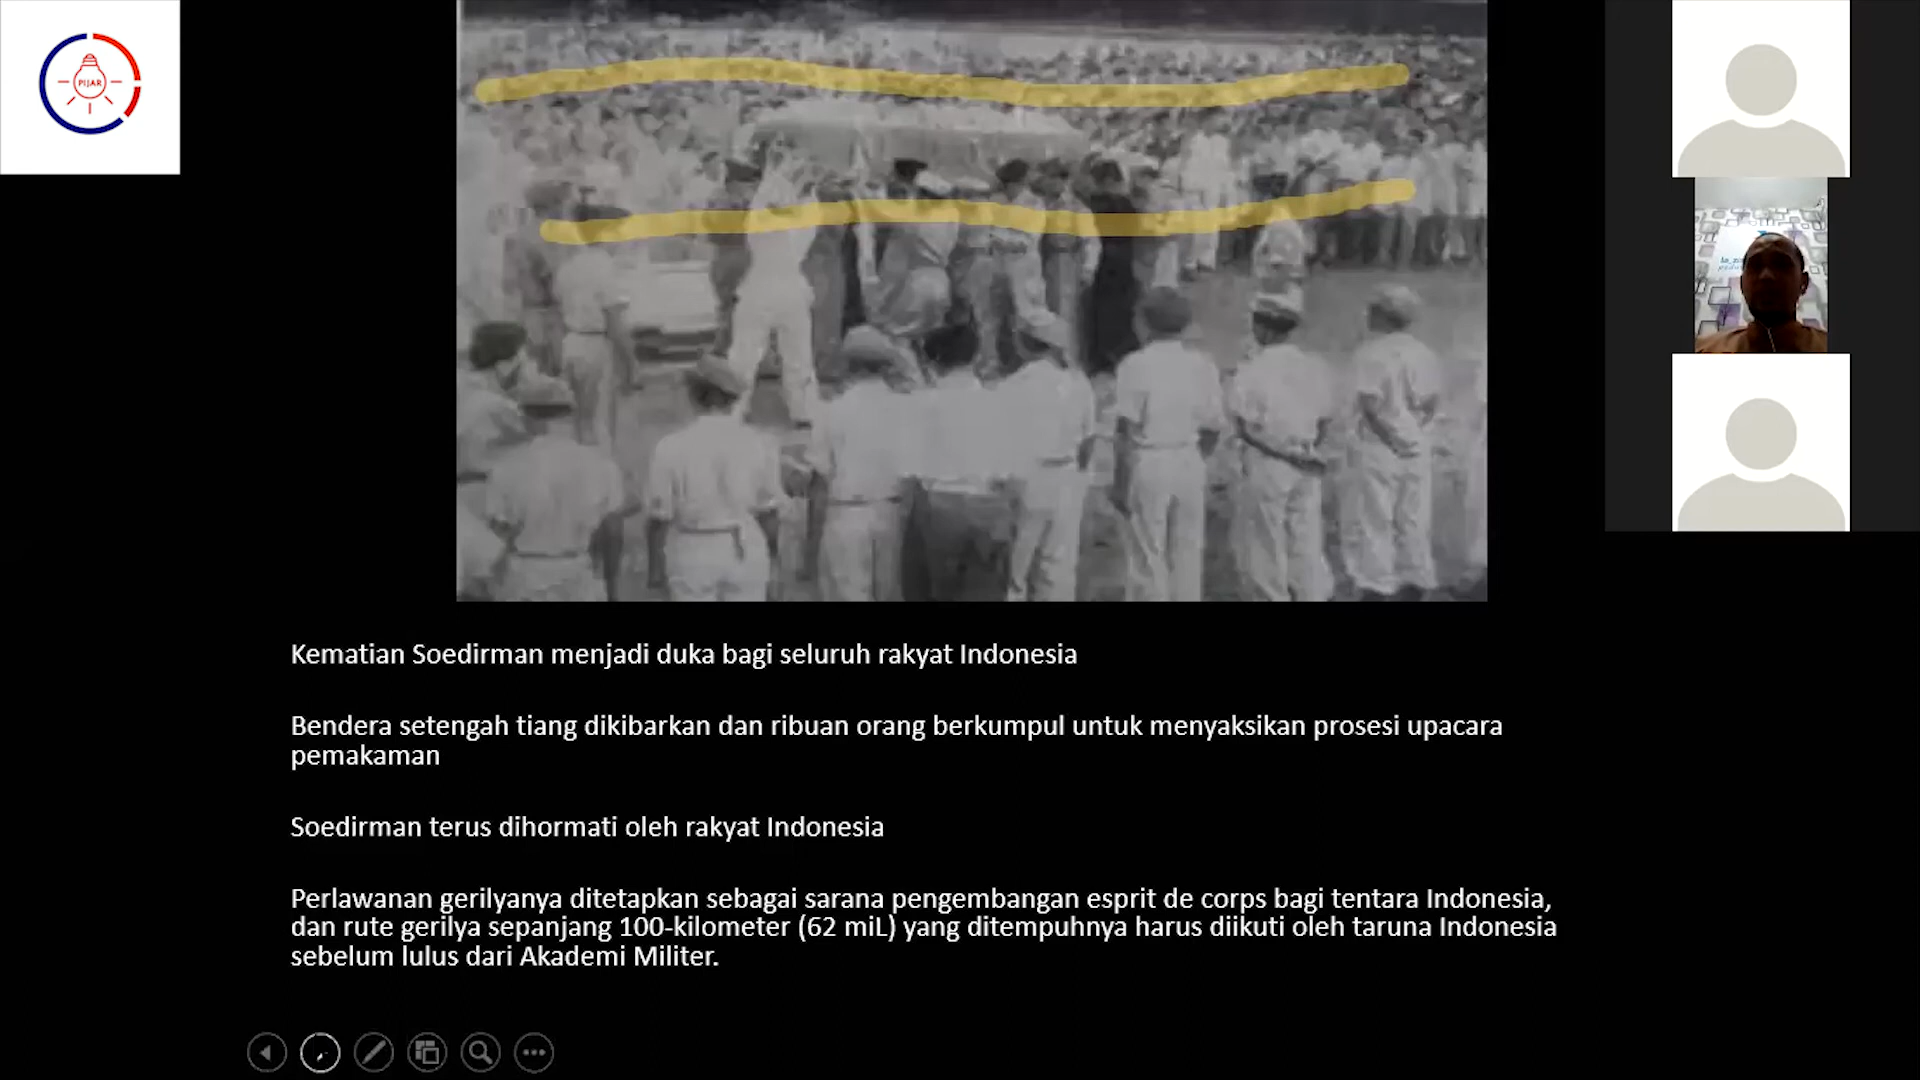 PIJAR
Kematian Soedirman menjadi duka bagi seluruh rakyat Indonesia
Bendera setengah tiang dikibarkan dan ribuan orang berkumpul untuk menyaksikan prosesi upacara
pemakaman
Soedirman terus dihormati oleh rakyat Indonesia
Perlawanan gerilyanya ditetapkan sebagai sarana pengembangan esprit de corps bagi tentara Indonesia,
dan rute gerilya sepanjang 100-kilometer (62 miL) yang ditempuhnya harus diikuti oleh taruna Indonesia
sebelum lulus dari Akademi Militer.